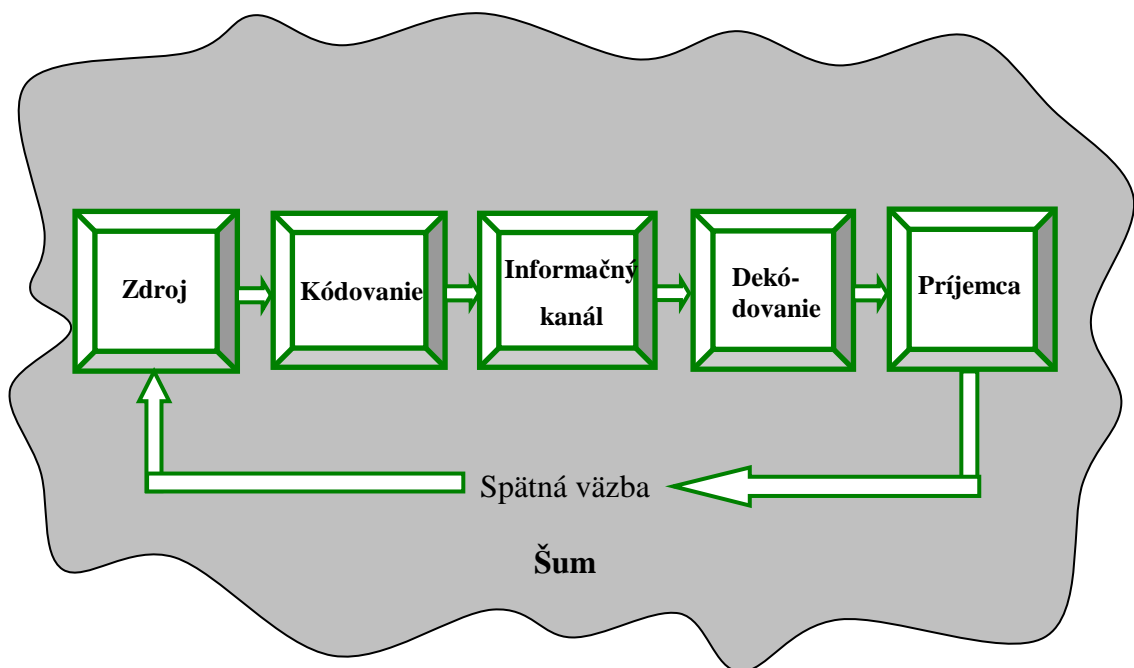 Zdroj
Kódovanie
Informačný
kanál
Dekó-
dovanie
Príjemca
Spätná väzba
Šum